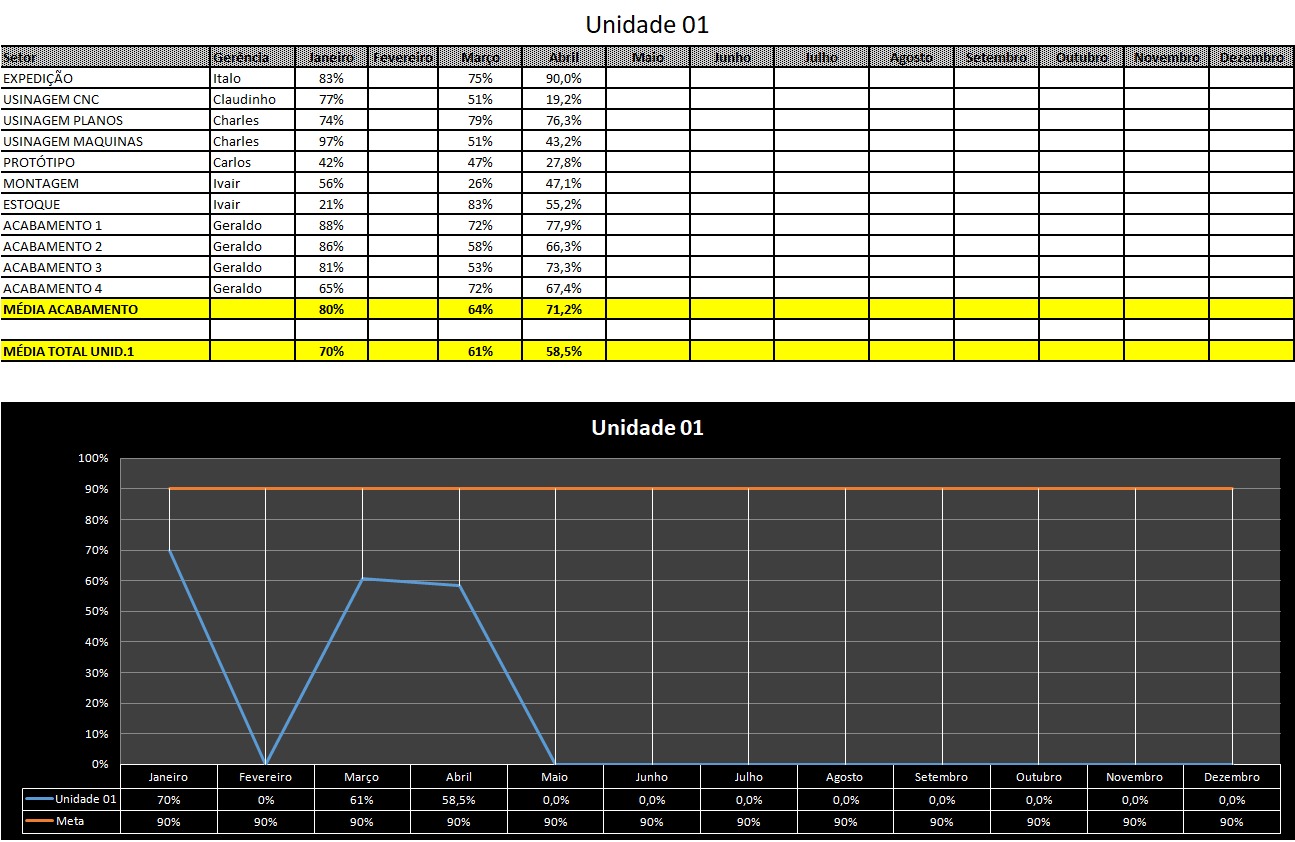 Unidade 01
Setor Gerência Janeiro Fevereiro Março Abril Maio Junho Julho Agosto Setembro Outubro Novembro Dezembro
EXPEDIÇÃO Italo 83% 75% 90,0%
USINAGEM CNC Claudinho 77% 51% 19,2%
USINAGEM PLANOS Charles 74% 79% 76,3%
USINAGEM MAQUINAS Charles 97% 51% 43,2%
PROTÓTIPO Carlos 42% 47% 27,8%
MONTAGEM Ivair 56% 26% 47,1%
ESTOQUE Ivair 21% 83% 55,2%
ACABAMENTO 1 Geraldo 88% 72% 77,9%
ACABAMENTO 2 Geraldo 86% 58% 66,3%
ACABAMENTO 3 Geraldo 81% 53% 73,3%
ACABAMENTO 4 Geraldo 65% 72% 67,4%
MÉDIA ACABAMENTO 80% 64% 71,2%
MÉDIA TOTAL UNID.1 70% 61% 58,5%
Unidade 01
100%
90%
80%
70%
60%
50%
40%
30%
20%
10%
0%
Janeiro Fevereiro Março Abril Maio Junho Julho Agosto Setembro Outubro Novembro Dezembro
Unidade 01 70% 0% 61% 58,5% 0,0% 0,0% 0,0% 0,0% 0,0% 0,0% 0,0% 0,0%
Meta 90% 90% 90% 90% 90% 90% 90% 90% 90% 90% 90% 90%